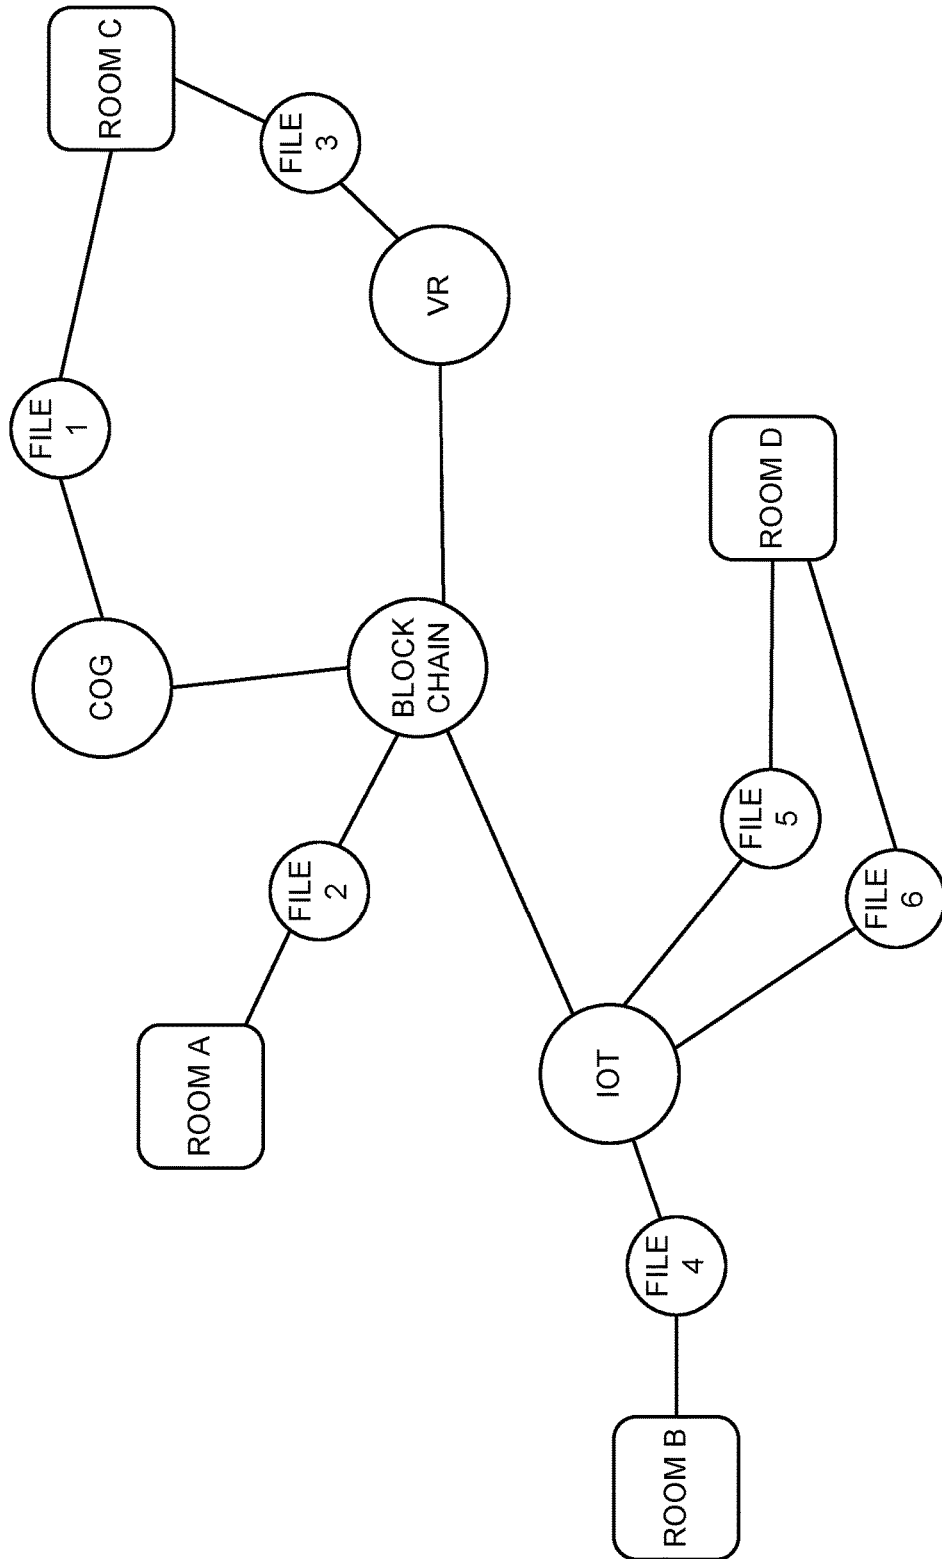 ROOM A
FILE
2
ROOM B
FILE
4
IOT
BLOCK
CHAIN
COG
FILE
1
ROOM C
FILE
3
VR
FILE
5
FILE
6
ROOM D